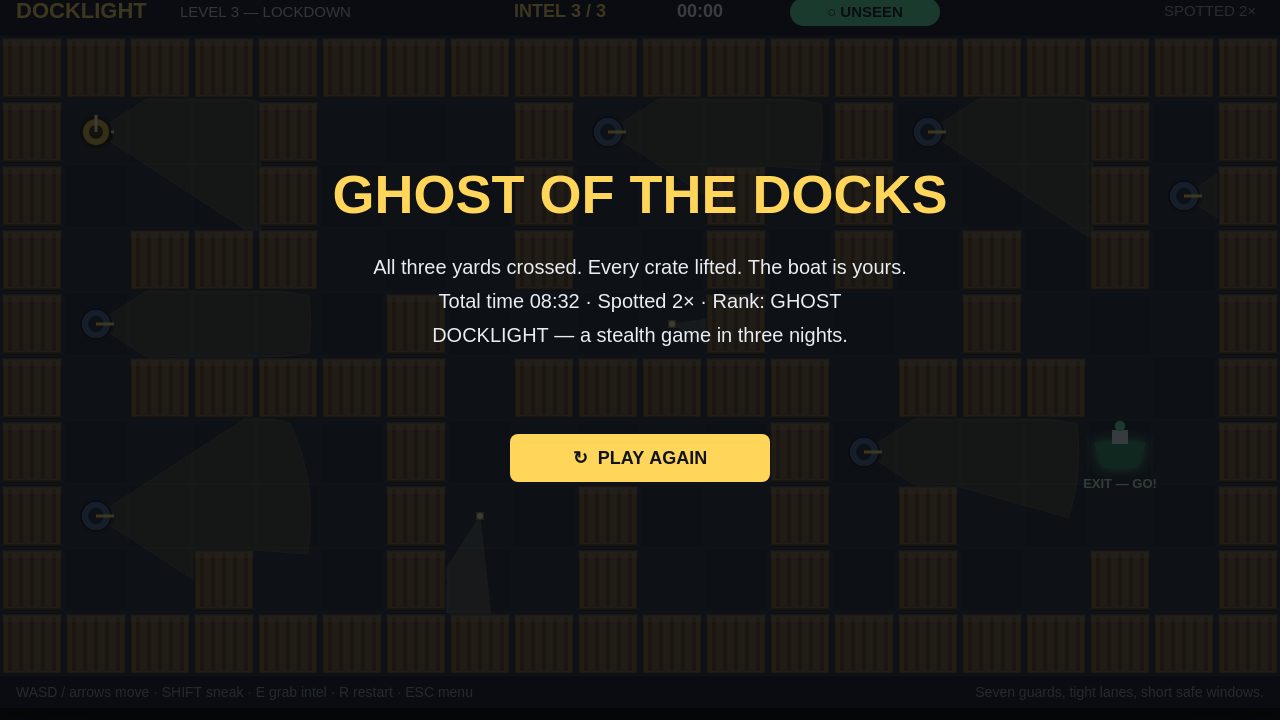 DOCKLIGHT LEVEL 3 — LOCKDOWN INTEL 3 / 3 00:00 ○ UNSEEN SPOTTED 2×
GHOST OF THE DOCKS
All three yards crossed. Every crate lifted. The boat is yours.
Total time 08:32 · Spotted 2× · Rank: GHOST
DOCKLIGHT — a stealth game in three nights.
↻ PLAY AGAIN
EXIT — GO!
WASD / arrows move · SHIFT sneak · E grab intel · R restart · ESC menu
Seven guards, tight lanes, short safe windows.